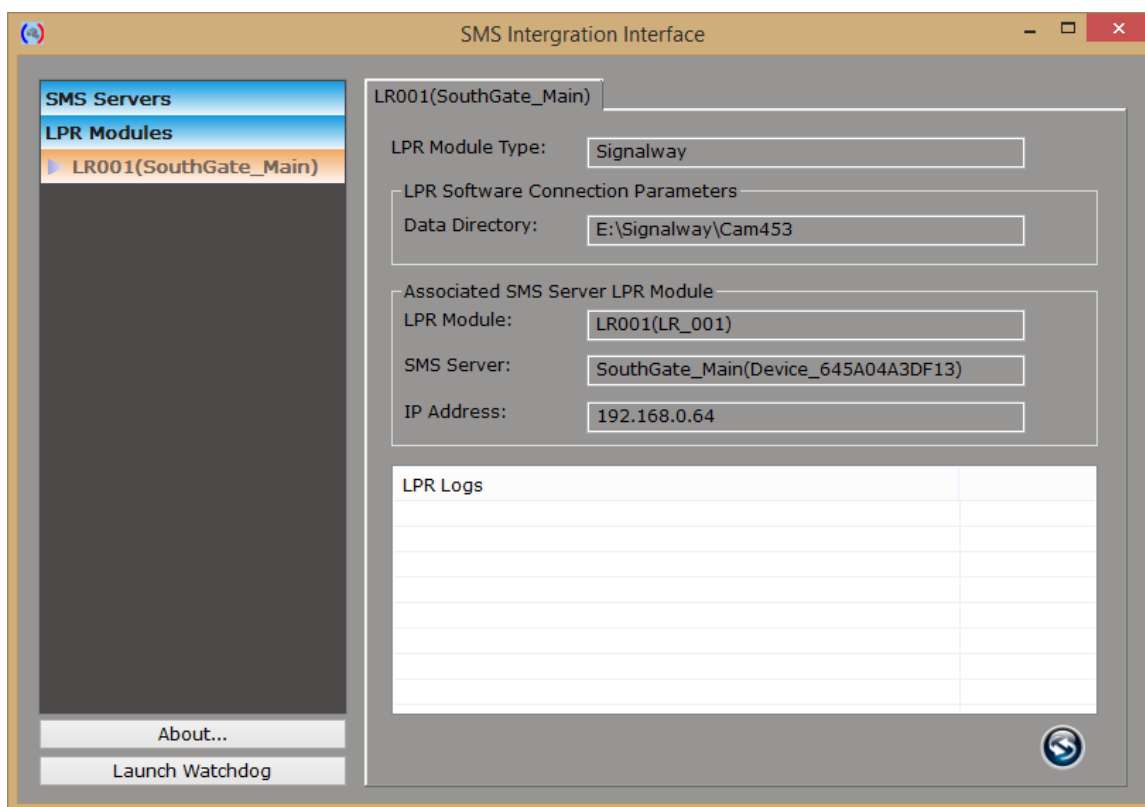 SMS Intergration Interface
SMS Servers
LPR Modules
LR001(SouthGate_Main)
About...
Launch Watchdog
LR001(SouthGate_Main)
LPR Module Type: Signalway
LPR Software Connection Parameters
Data Directory: E:\Signalway\Cam453
Associated SMS Server LPR Module
LPR Module: LR001(LR_001)
SMS Server: SouthGate_Main(Device_645A04A3DF13)
IP Address: 192.168.0.64
LPR Logs